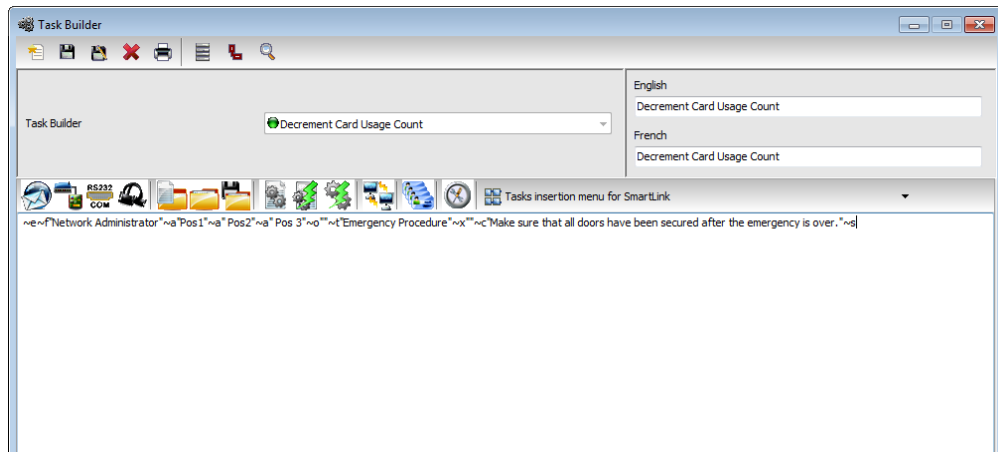 Task Builder
English
Decrement Card Usage Count
Task Builder
Decrement Card Usage Count
French
Decrement Card Usage Count
RS232
COM
Tasks insertion menu for SmartLink
~e~f"Network Administrator"~a"Pos1"~a" Pos2"~a" Pos 3"~o""~t"Emergency Procedure"~x""~c"Make sure that all doors have been secured after the emergency is over."~s